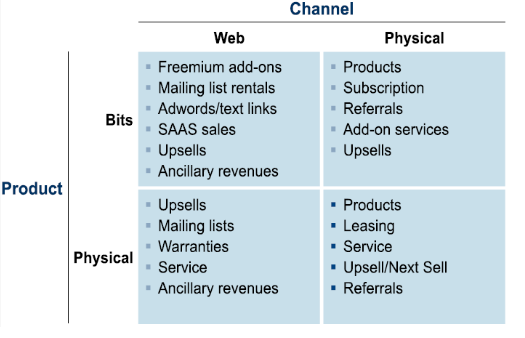 Channel
Web
Physical
Bits
Freemium add-ons
Mailing list rentals
Adwords/text links
SAAS sales
Upsells
Ancillary revenues
Products
Subscription
Referrals
Add-on services
Upsells
Product
Physical
Upsells
Mailing lists
Warranties
Service
Ancillary revenues
Products
Leasing
Service
Upsell/Next Sell
Referrals